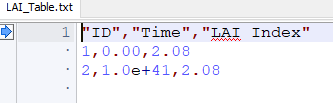 LAI_Table.txt
1 "ID","Time","LAI Index"
1,0.00,2.08
2,1.0e+41,2.08